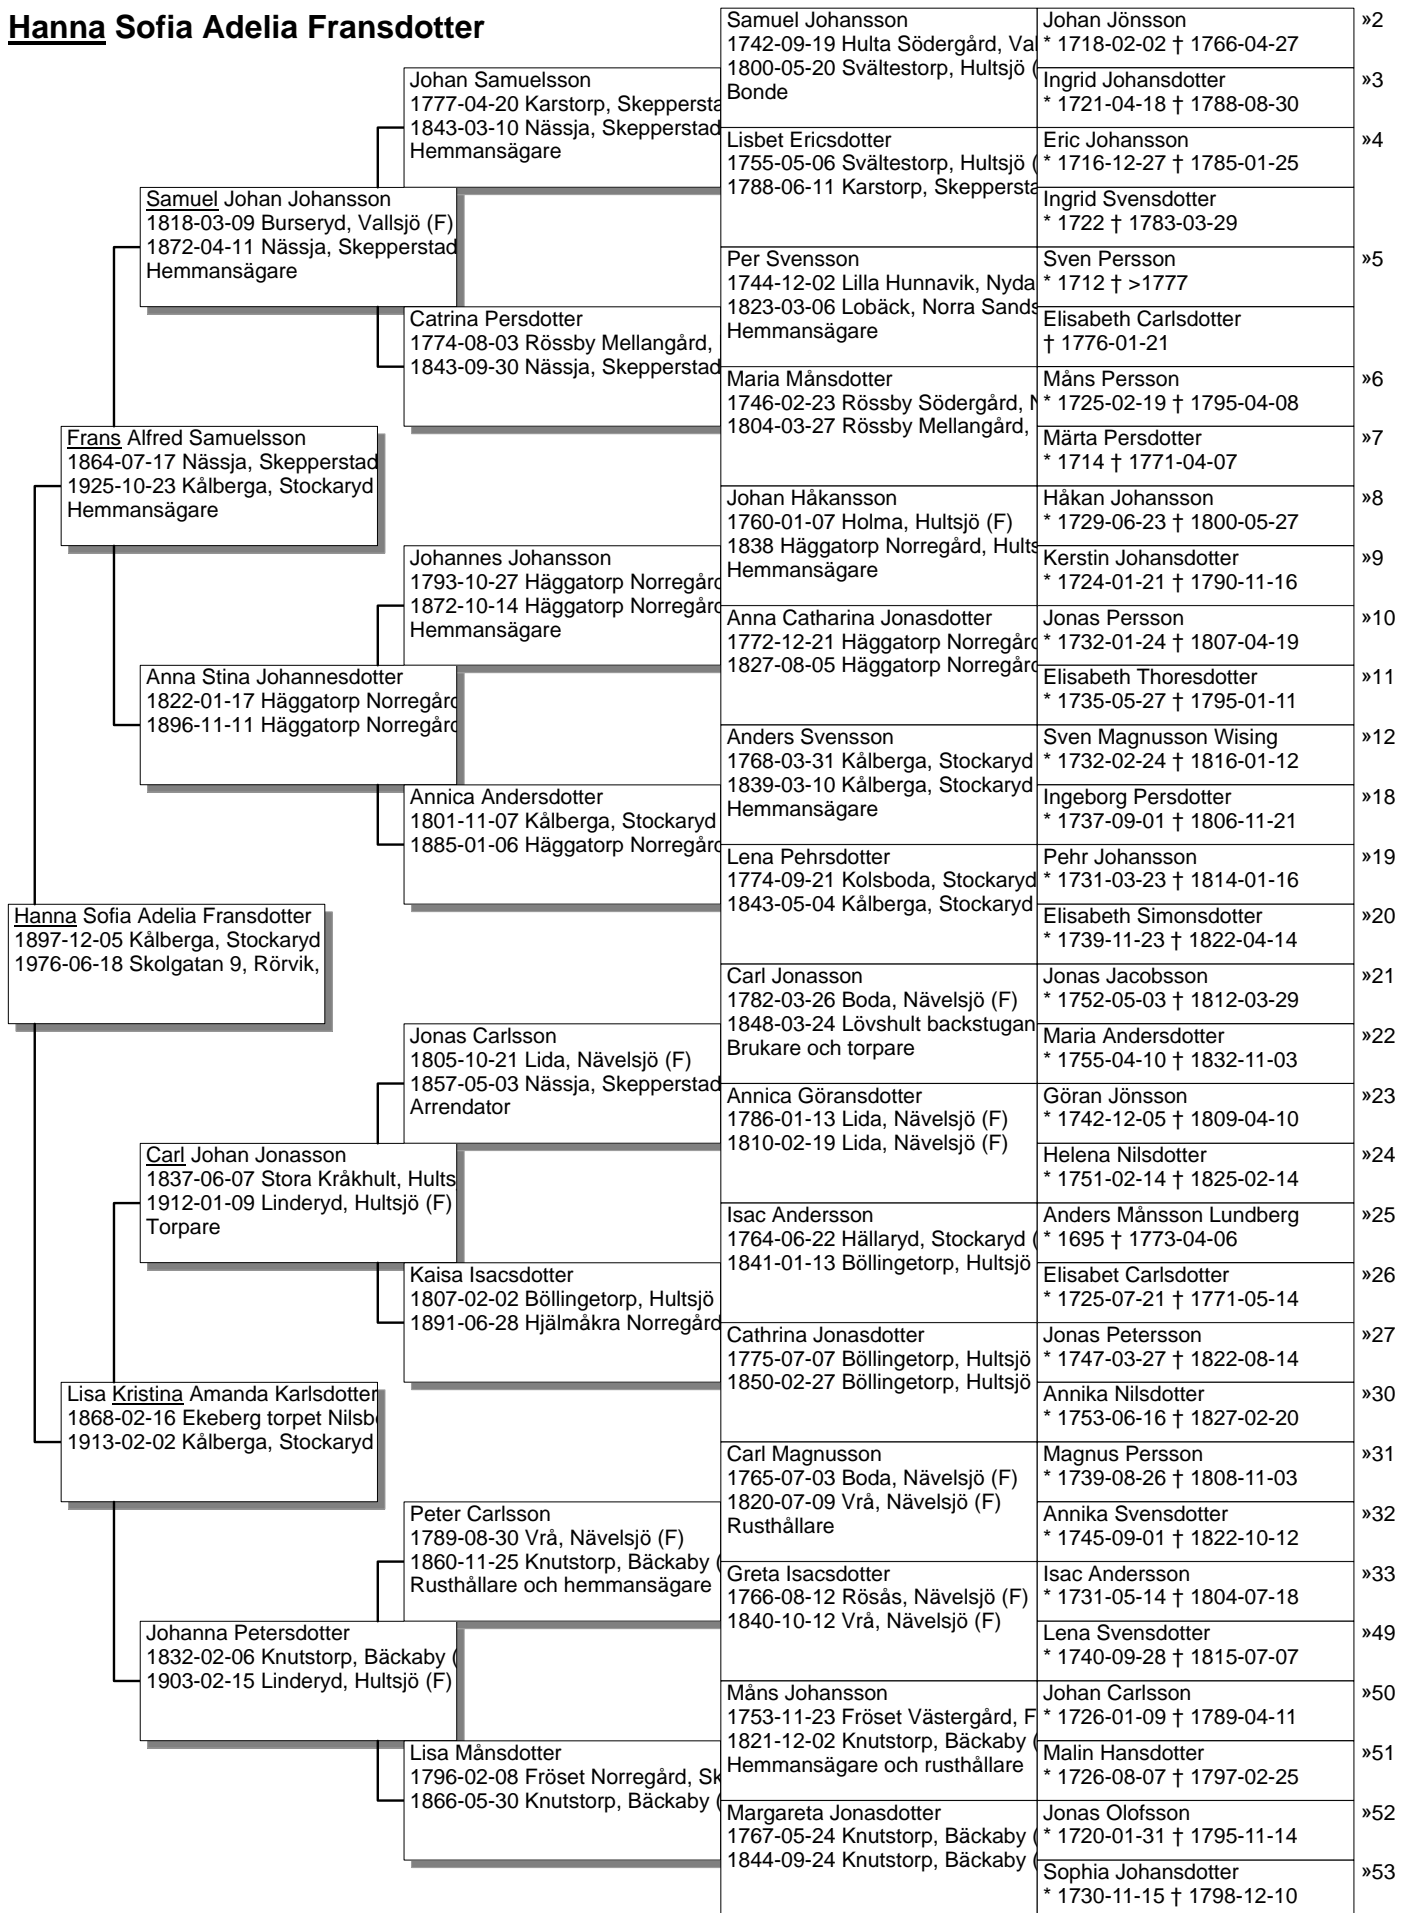 Hanna Sofia Adelia Fransdotter
Hanna Sofia Adelia Fransdotter
1897-12-05 Kålberga, Stockaryd
1976-06-18 Skolgatan 9, Rörvik,
Frans Alfred Samuelsson
1864-07-17 Nässja, Skepperstad
1925-10-23 Kålberga, Stockaryd
Hemmansägare
Lisa Kristina Amanda Karlsdotter
1868-02-16 Ekeberg torpet Nilsb
1913-02-02 Kålberga, Stockaryd
Samuel Johan Johansson
1818-03-09 Burseryd, Vallsjö (F)
1872-04-11 Nässja, Skepperstad
Hemmansägare
Anna Stina Johannesdotter
1822-01-17 Häggatorp Norregård
1896-11-11 Häggatorp Norregård
Carl Johan Jonasson
1837-06-07 Stora Kråkhult, Hults
1912-01-09 Linderyd, Hultsjö (F)
Torpare
Johanna Petersdotter
1832-02-06 Knutstorp, Bäckaby (
1903-02-15 Linderyd, Hultsjö (F)
Johan Samuelsson
1777-04-20 Karstorp, Skeppersta
1843-03-10 Nässja, Skepperstad
Hemmansägare
Catrina Persdotter
1774-08-03 Rössby Mellangård,
1843-09-30 Nässja, Skepperstad
Johannes Johansson
1793-10-27 Häggatorp Norregård
1872-10-14 Häggatorp Norregård
Hemmansägare
Annica Andersdotter
1801-11-07 Kålberga, Stockaryd
1885-01-06 Häggatorp Norregård
Jonas Carlsson
1805-10-21 Lida, Nävelsjö (F)
1857-05-03 Nässja, Skepperstad
Arrendator
Kaisa Isacsdotter
1807-02-02 Böllingetorp, Hultsjö
1891-06-28 Hjälmåkra Norregård
Peter Carlsson
1789-08-30 Vrå, Nävelsjö (F)
1860-11-25 Knutstorp, Bäckaby (
Rusthållare och hemmansägare
Lisa Månsdotter
1796-02-08 Fröset Norregård, Sk
1866-05-30 Knutstorp, Bäckaby (
Samuel Johansson
1742-09-19 Hulta Södergård, Val
1800-05-20 Svältestorp, Hultsjö (
Bonde
Lisbet Ericsdotter
1755-05-06 Svältestorp, Hultsjö (
1788-06-11 Karstorp, Skeppersta
Per Svensson
1744-12-02 Lilla Hunnavik, Nyda
1823-03-06 Lobäck, Norra Sands
Hemmansägare
Maria Månsdotter
1746-02-23 Rössby Södergård, N
1804-03-27 Rössby Mellangård,
Johan Håkansson
1760-01-07 Holma, Hultsjö (F)
1838 Häggatorp Norregård, Hults
Hemmansägare
Anna Catharina Jonasdotter
1772-12-21 Häggatorp Norregård
1827-08-05 Häggatorp Norregård
Anders Svensson
1768-03-31 Kålberga, Stockaryd
1839-03-10 Kålberga, Stockaryd
Hemmansägare
Lena Pehrsdotter
1774-09-21 Kolsboda, Stockaryd
1843-05-04 Kålberga, Stockaryd
Carl Jonasson
1782-03-26 Boda, Nävelsjö (F)
1848-03-24 Lövshult backstugan
Brukare och torpare
Annica Göransdotter
1786-01-13 Lida, Nävelsjö (F)
1810-02-19 Lida, Nävelsjö (F)
Isac Andersson
1764-06-22 Hällaryd, Stockaryd (
1841-01-13 Böllingetorp, Hultsjö
Cathrina Jonasdotter
1775-07-07 Böllingetorp, Hultsjö
1850-02-27 Böllingetorp, Hultsjö
Carl Magnusson
1765-07-03 Boda, Nävelsjö (F)
1820-07-09 Vrå, Nävelsjö (F)
Rusthållare
Greta Isacsdotter
1766-08-12 Rösås, Nävelsjö (F)
1840-10-12 Vrå, Nävelsjö (F)
Måns Johansson
1753-11-23 Fröset Västergård, F
1821-12-02 Knutstorp, Bäckaby (
Hemmansägare och rusthållare
Margareta Jonasdotter
1767-05-24 Knutstorp, Bäckaby (
1844-09-24 Knutstorp, Bäckaby (
Johan Jönsson »2
* 1718-02-02 † 1766-04-27
Ingrid Johansdotter »3
* 1721-04-18 † 1788-08-30
Eric Johansson »4
* 1716-12-27 † 1785-01-25
Ingrid Svensdotter
* 1722 † 1783-03-29
Sven Persson »5
* 1712 † >1777
Elisabeth Carlsdotter
† 1776-01-21
Måns Persson »6
* 1725-02-19 † 1795-04-08
Märta Persdotter »7
* 1714 † 1771-04-07
Håkan Johansson »8
* 1729-06-23 † 1800-05-27
Kerstin Johansdotter »9
* 1724-01-21 † 1790-11-16
Jonas Persson »10
* 1732-01-24 † 1807-04-19
Elisabeth Thoresdotter »11
* 1735-05-27 † 1795-01-11
Sven Magnusson Wising »12
* 1732-02-24 † 1816-01-12
Ingeborg Persdotter »18
* 1737-09-01 † 1806-11-21
Pehr Johansson »19
* 1731-03-23 † 1814-01-16
Elisabeth Simonsdotter »20
* 1739-11-23 † 1822-04-14
Jonas Jacobsson »21
* 1752-05-03 † 1812-03-29
Maria Andersdotter »22
* 1755-04-10 † 1832-11-03
Göran Jönsson »23
* 1742-12-05 † 1809-04-10
Helena Nilsdotter »24
* 1751-02-14 † 1825-02-14
Anders Månsson Lundberg »25
* 1695 † 1773-04-06
Elisabet Carlsdotter »26
* 1725-07-21 † 1771-05-14
Jonas Petersson »27
* 1747-03-27 † 1822-08-14
Annika Nilsdotter »30
* 1753-06-16 † 1827-02-20
Magnus Persson »31
* 1739-08-26 † 1808-11-03
Annika Svensdotter »32
* 1745-09-01 † 1822-10-12
Isac Andersson »33
* 1731-05-14 † 1804-07-18
Lena Svensdotter »49
* 1740-09-28 † 1815-07-07
Johan Carlsson »50
* 1726-01-09 † 1789-04-11
Malin Hansdotter »51
* 1726-08-07 † 1797-02-25
Jonas Olofsson »52
* 1720-01-31 † 1795-11-14
Sophia Johansdotter »53
* 1730-11-15 † 1798-12-10